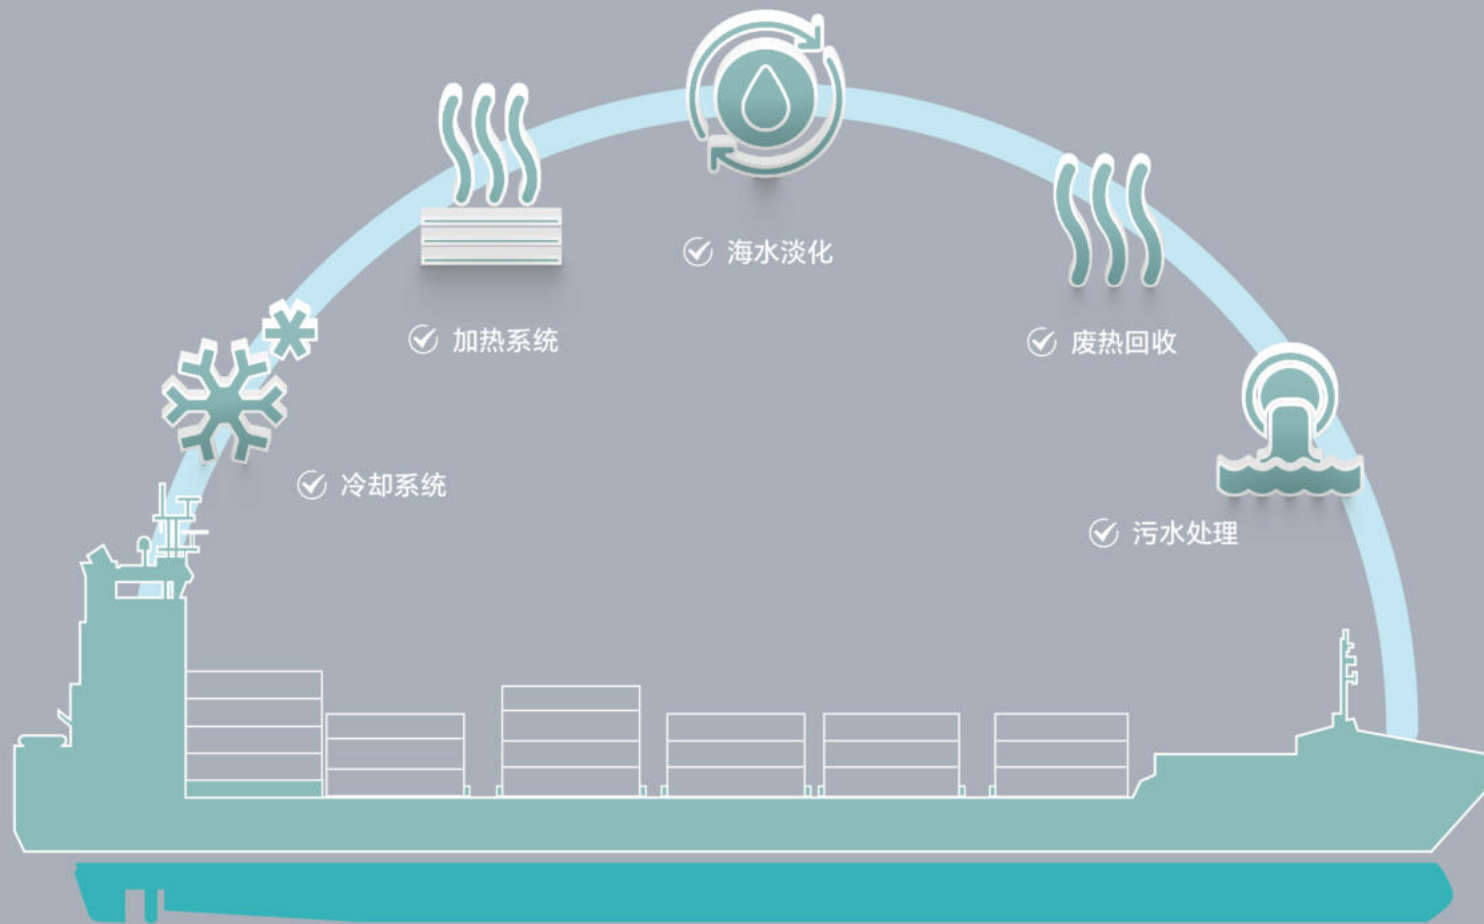 海水淡化
加热系统
废热回收
冷却系统
污水处理